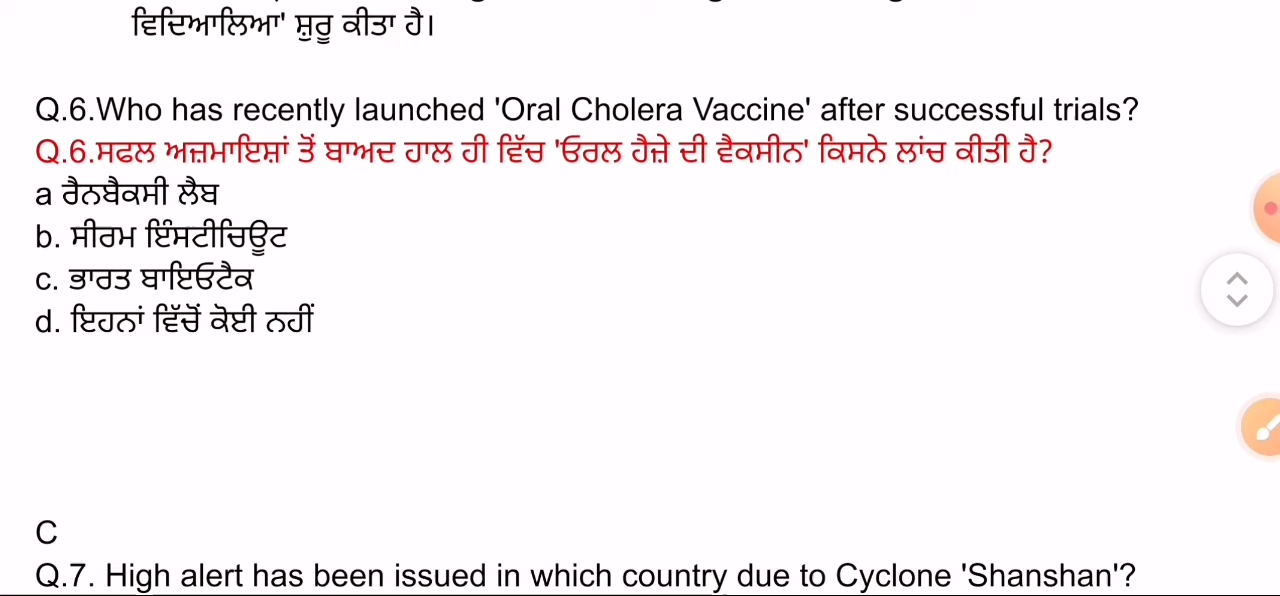 ਵਿਦਿਆਲਿਆ' ਸ਼ੁਰੂ ਕੀਤਾ ਹੈ।
Q.6.Who has recently launched 'Oral Cholera Vaccine' after successful trials?
Q.6.ਸਫਲ ਅਜ਼ਮਾਇਸ਼ਾਂ ਤੋਂ ਬਾਅਦ ਹਾਲ ਹੀ ਵਿੱਚ 'ਓਰਲ ਹੈਜ਼ੇ ਦੀ ਵੈਕਸੀਨ' ਕਿਸਨੇ ਲਾਂਚ ਕੀਤੀ ਹੈ?
a ਰੈਨਬੈਕਸੀ ਲੈਬ
b. ਸੀਰਮ ਇੰਸਟੀਚਿਊਟ
c. ਭਾਰਤ ਬਾਇਓਟੈਕ
d. ਇਹਨਾਂ ਵਿੱਚੋਂ ਕੋਈ ਨਹੀਂ
C
Q.7. High alert has been issued in which country due to Cyclone 'Shanshan'?